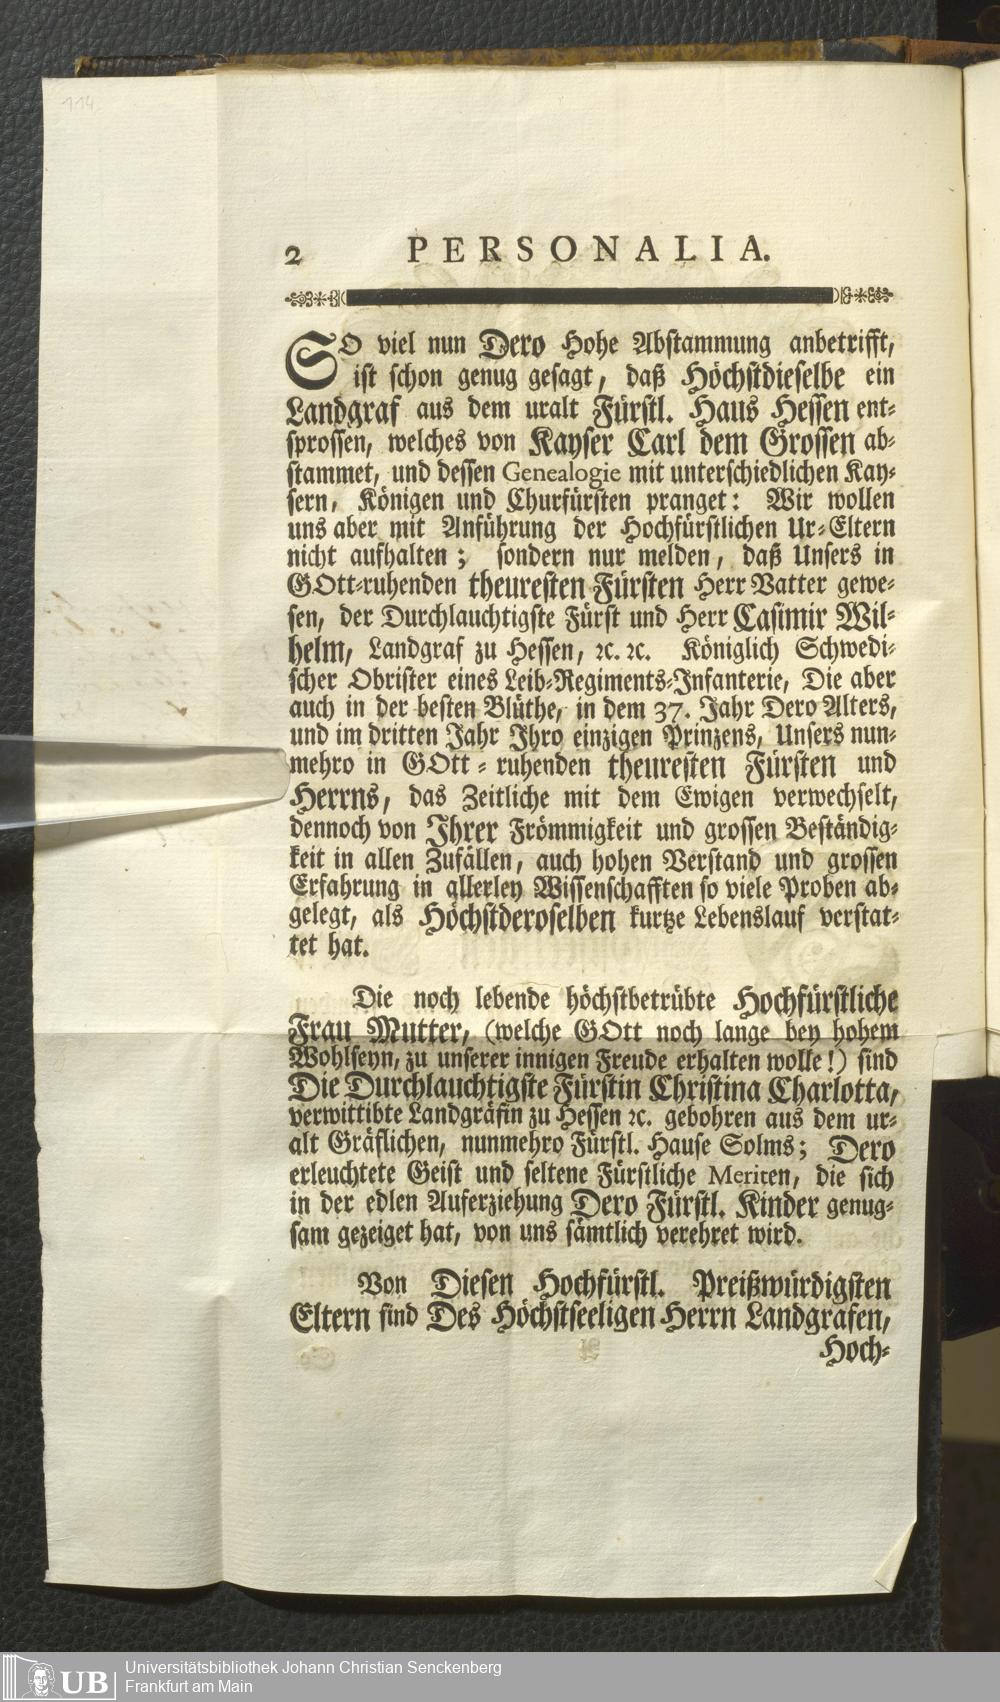 114
2 PERSONALIA.
SO viel nun Dero Hohe Abstammung anbetrifft,
ist schon genug gesagt, daß Höchstdieselbe ein
Landgraf aus dem uralt Fürstl. Haus Hessen ent-
sprossen, welches von Kayser Carl dem Grossen ab-
stammet, und dessen Genealogie mit unterschiedlichen Kay-
sern, Königen und Churfürsten pranget: Wir wollen
uns aber mit Anführung der Hochfürstlichen Ur-Eltern
nicht aufhalten; sondern nur melden, daß Unsers in
GOtt-ruhenden theuresten Fürsten Herr Vatter gewe-
sen, der Durchlauchtigste Fürst und Herr Casimir Wil-
helm, Landgraf zu Hessen, ꝛc. ꝛc. Königlich Schwedi-
scher Obrister eines Leib-Regiments-Infanterie, Die aber
auch in der besten Blüthe, in dem 37. Jahr Dero Alters,
und im dritten Jahr Ihro einzigen Prinzens, Unsers nun-
mehro in GOtt-ruhenden theuresten Fürsten und
Herrns, das Zeitliche mit dem Ewigen verwechselt,
dennoch von Ihrer Frömmigkeit und grossen Beständig-
keit in allen Zufällen, auch hohen Verstand und grossen
Erfahrung in allerley Wissenschafften so viele Proben ab-
gelegt, als Höchstderoselben kurtze Lebenslauf verstat-
tet hat.
Die noch lebende höchstbetrübte Hochfürstliche
Frau Mutter, (welche GOtt noch lange bey hohem
Wohlseyn, zu unserer innigen Freude erhalten wolle!) sind
Die Durchlauchtigste Fürstin Christina Charlotta,
verwittibte Landgräfin zu Hessen ꝛc. gebohren aus dem ur-
alt Gräflichen, nunmehro Fürstl. Hause Solms; Dero
erleuchtete Geist und seltene Fürstliche Meriten, die sich
in der edlen Auferziehung Dero Fürstl. Kinder genug-
sam gezeiget hat, von uns sämtlich verehret wird.
Von Diesen Hochfürstl. Preißwürdigsten
Eltern sind Des Höchstseeligen Herrn Landgrafen,
Hoch-
UB
Universitätsbibliothek Johann Christian Senckenberg
Frankfurt am Main